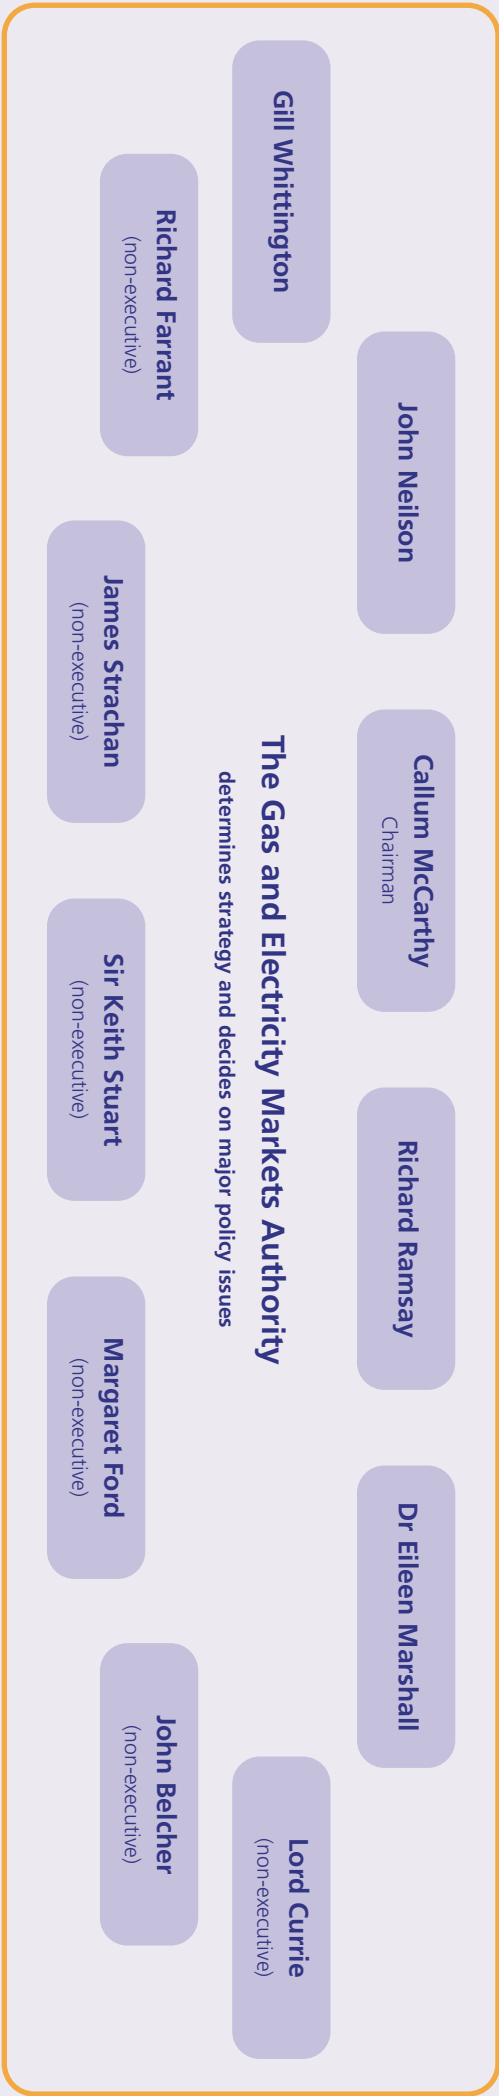 John Neilson
Callum McCarthy
Chairman
Richard Ramsay
Dr Eileen Marshall
Gill Whittington
The Gas and Electricity Markets Authority
determines strategy and decides on major policy issues
Lord Currie
(non-executive)
Richard Farrant
(non-executive)
John Belcher
(non-executive)
James Strachan
(non-executive)
Sir Keith Stuart
(non-executive)
Margaret Ford
(non-executive)